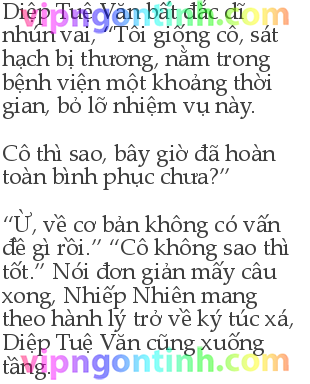 Diệp Tuệ Văn bất đắc dĩ
nhún vai, “Tôi giống cô, sát
hạch bị thương, nằm trong
bệnh viện một khoảng thời
gian, bỏ lỡ nhiệm vụ này.
Cô thì sao, bây giờ đã hoàn
toàn bình phục chưa?”
“Ừ, về cơ bản không có vấn
đề gì rồi.” “Cô không sao thì
tốt.” Nói đơn giản mấy câu
xong, Nhiếp Nhiên mang
theo hành lý trở về ký túc xá,
Diệp Tuệ Văn cũng xuống
tầng.
vipngontinh.com
vipngontinh.com